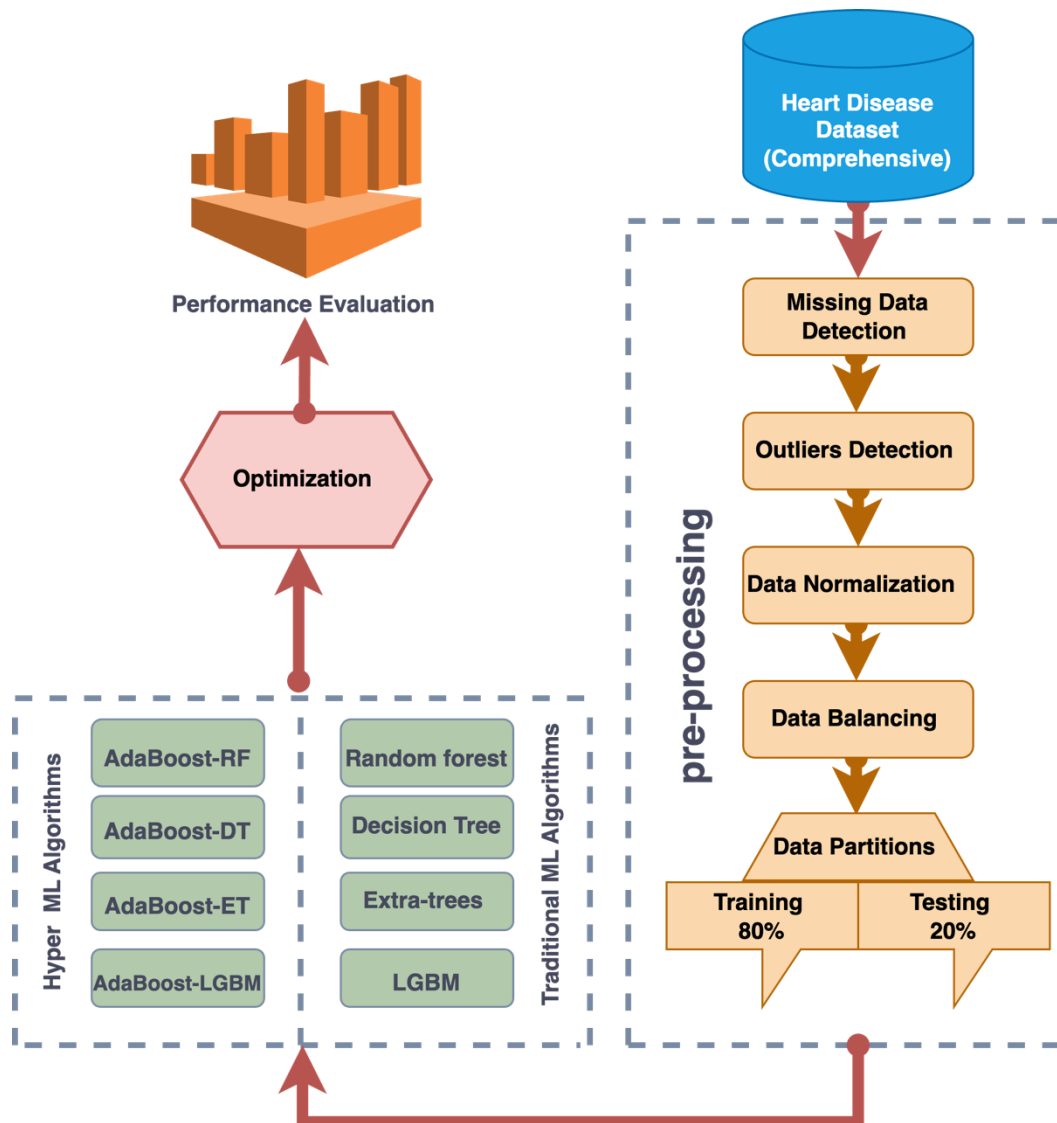 Heart Disease
Dataset
(Comprehensive)
Missing Data
Detection
Outliers Detection
Data Normalization
Data Balancing
Data Partitions
Training
80%
Testing
20%
pre-processing
Hyper ML Algorithms
AdaBoost-RF
AdaBoost-DT
AdaBoost-ET
AdaBoost-LGBM
Random forest
Decision Tree
Extra-trees
LGBM
Traditional ML Algorithms
Optimization
Performance Evaluation